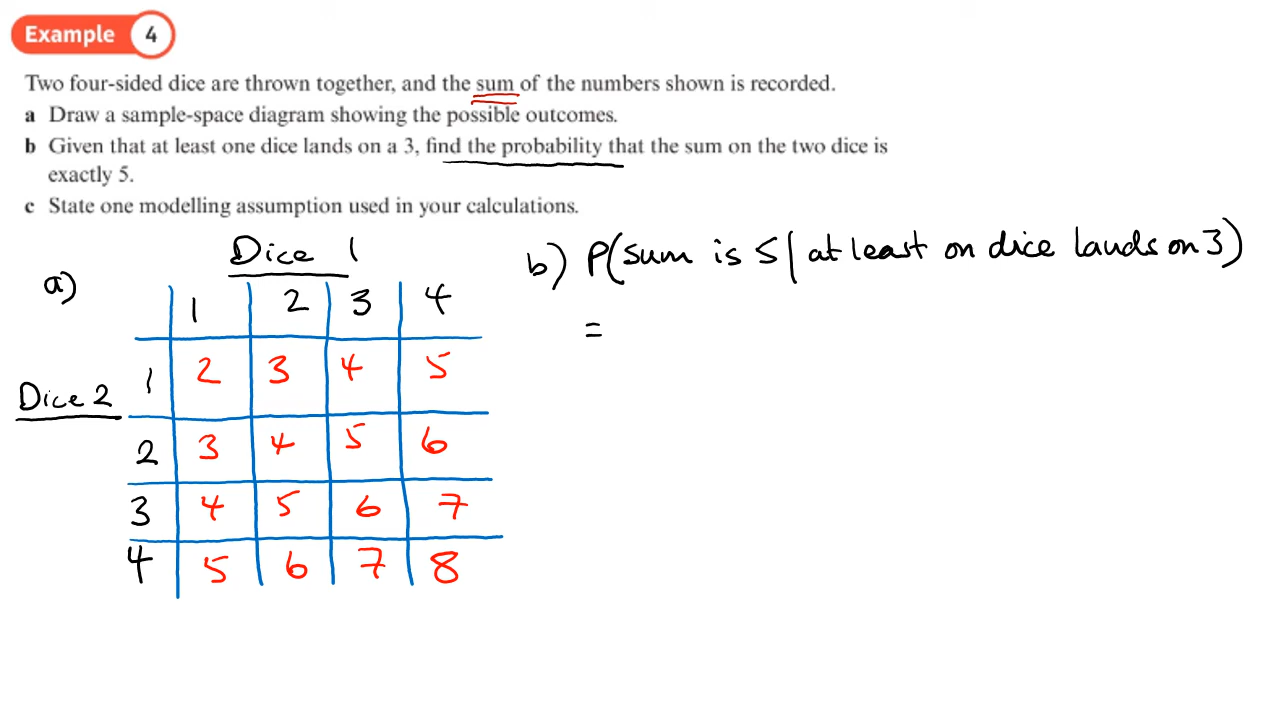 Example 4
Two four-sided dice are thrown together, and the sum of the numbers shown is recorded.
a Draw a sample-space diagram showing the possible outcomes.
b Given that at least one dice lands on a 3, find the probability that the sum on the two dice is
exactly 5.
c State one modelling assumption used in your calculations.
a)
Dice 1
1 2 3 4
Dice 2
1 2 3 4 5
2 3 4 5 6
3 4 5 6 7
4 5 6 7 8
b) P(sum is 5 | at least on dice lands on 3)
=